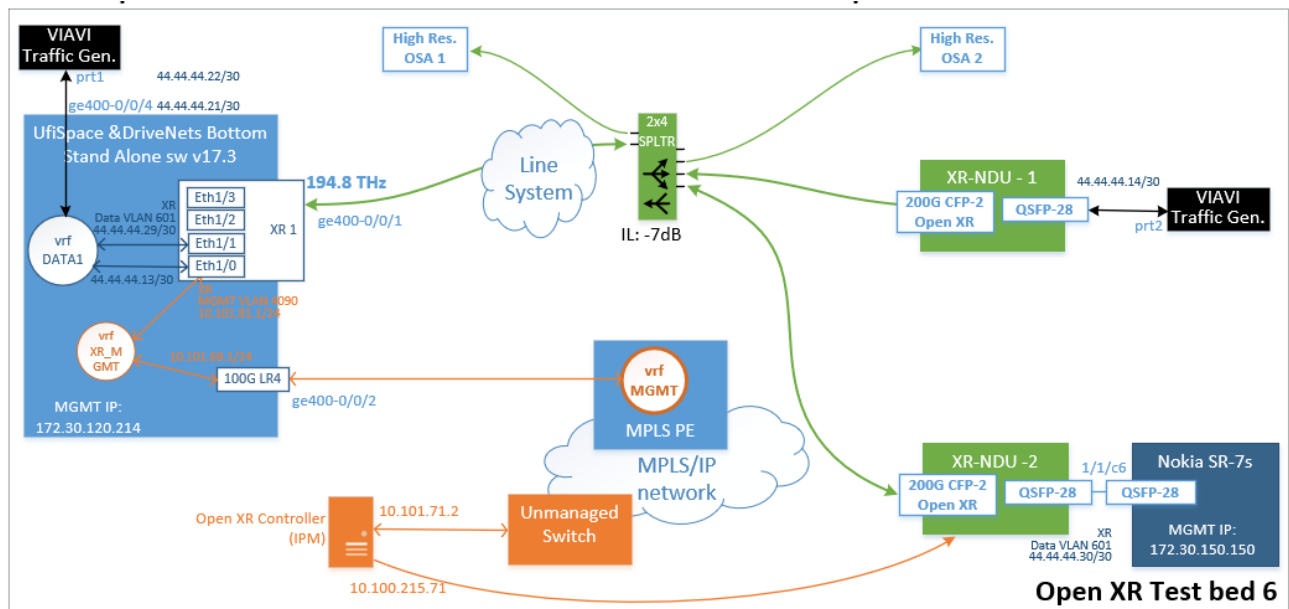 VIAVI
Traffic Gen.
prt1
44.44.44.22/30
ge400-0/0/4
44.44.44.21/30
High Res.
OSA 1
High Res.
OSA 2
UfiSpace &DriveNets Bottom
Stand Alone sw v17.3
194.8 THz
ge400-0/0/1
Eth1/3
Eth1/2
Eth1/1
Eth1/0
XR 1
XR
Data VLAN 601
44.44.44.29/30
vrf
DATA1
44.44.44.13/30
XR
MGMT VLAN 4090
vrf
XR_M
GMT
100G LR4
ge400-0/0/2
MGMT IP:
172.30.120.214
Line
System
2x4
SPLTR
IL: -7dB
XR-NDU - 1
200G CFP-2
Open XR
QSFP-28
44.44.44.14/30
prt2
VIAVI
Traffic Gen.
vrf
MGMT
MPLS PE
MPLS/IP
network
Open XR Controller
(IPM)
10.101.71.2
Unmanaged
Switch
10.100.215.71
XR-NDU -2
200G CFP-2
Open XR
QSFP-28
1/1/c6
Nokia SR-7s
QSFP-28
MGMT IP:
172.30.150.150
XR
Data VLAN 601
44.44.44.30/30
Open XR Test bed 6